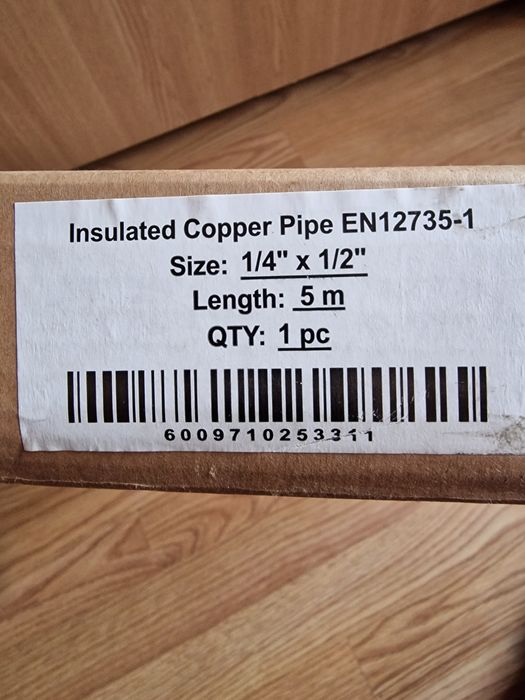 Insulated Copper Pipe EN12735-1
Size: 1/4" x 1/2"
Length: 5 m
QTY: 1 pc
6009710253311